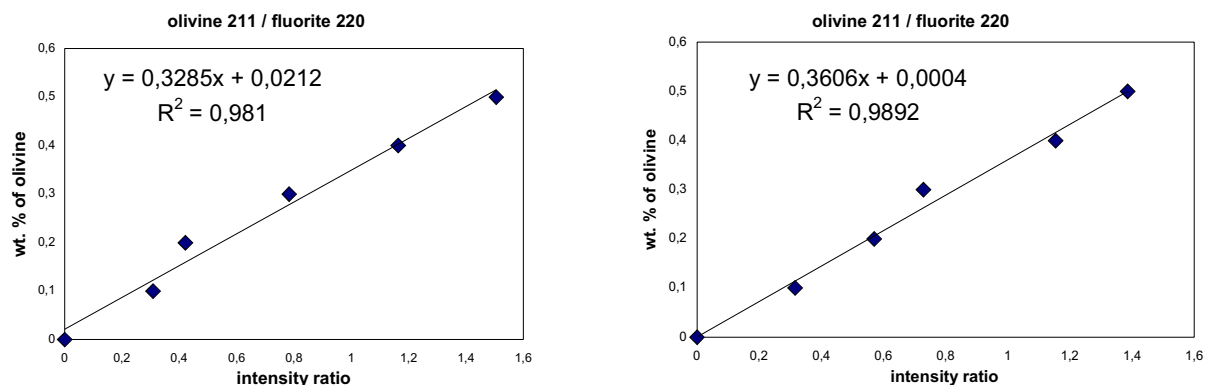 olivine 211 / fluorite 220
0,6
y = 0,3285x + 0,0212
R² = 0,981
0,5
0,4
0,3
0,2
0,1
0
wt. % of olivine
0 0,2 0,4 0,6 0,8 1 1,2 1,4 1,6
intensity ratio
olivine 211 / fluorite 220
0,6
y = 0,3606x + 0,0004
R² = 0,9892
0,5
0,4
0,3
0,2
0,1
0
wt. % of olivine
0 0,2 0,4 0,6 0,8 1 1,2 1,4 1,6
intensity ratio